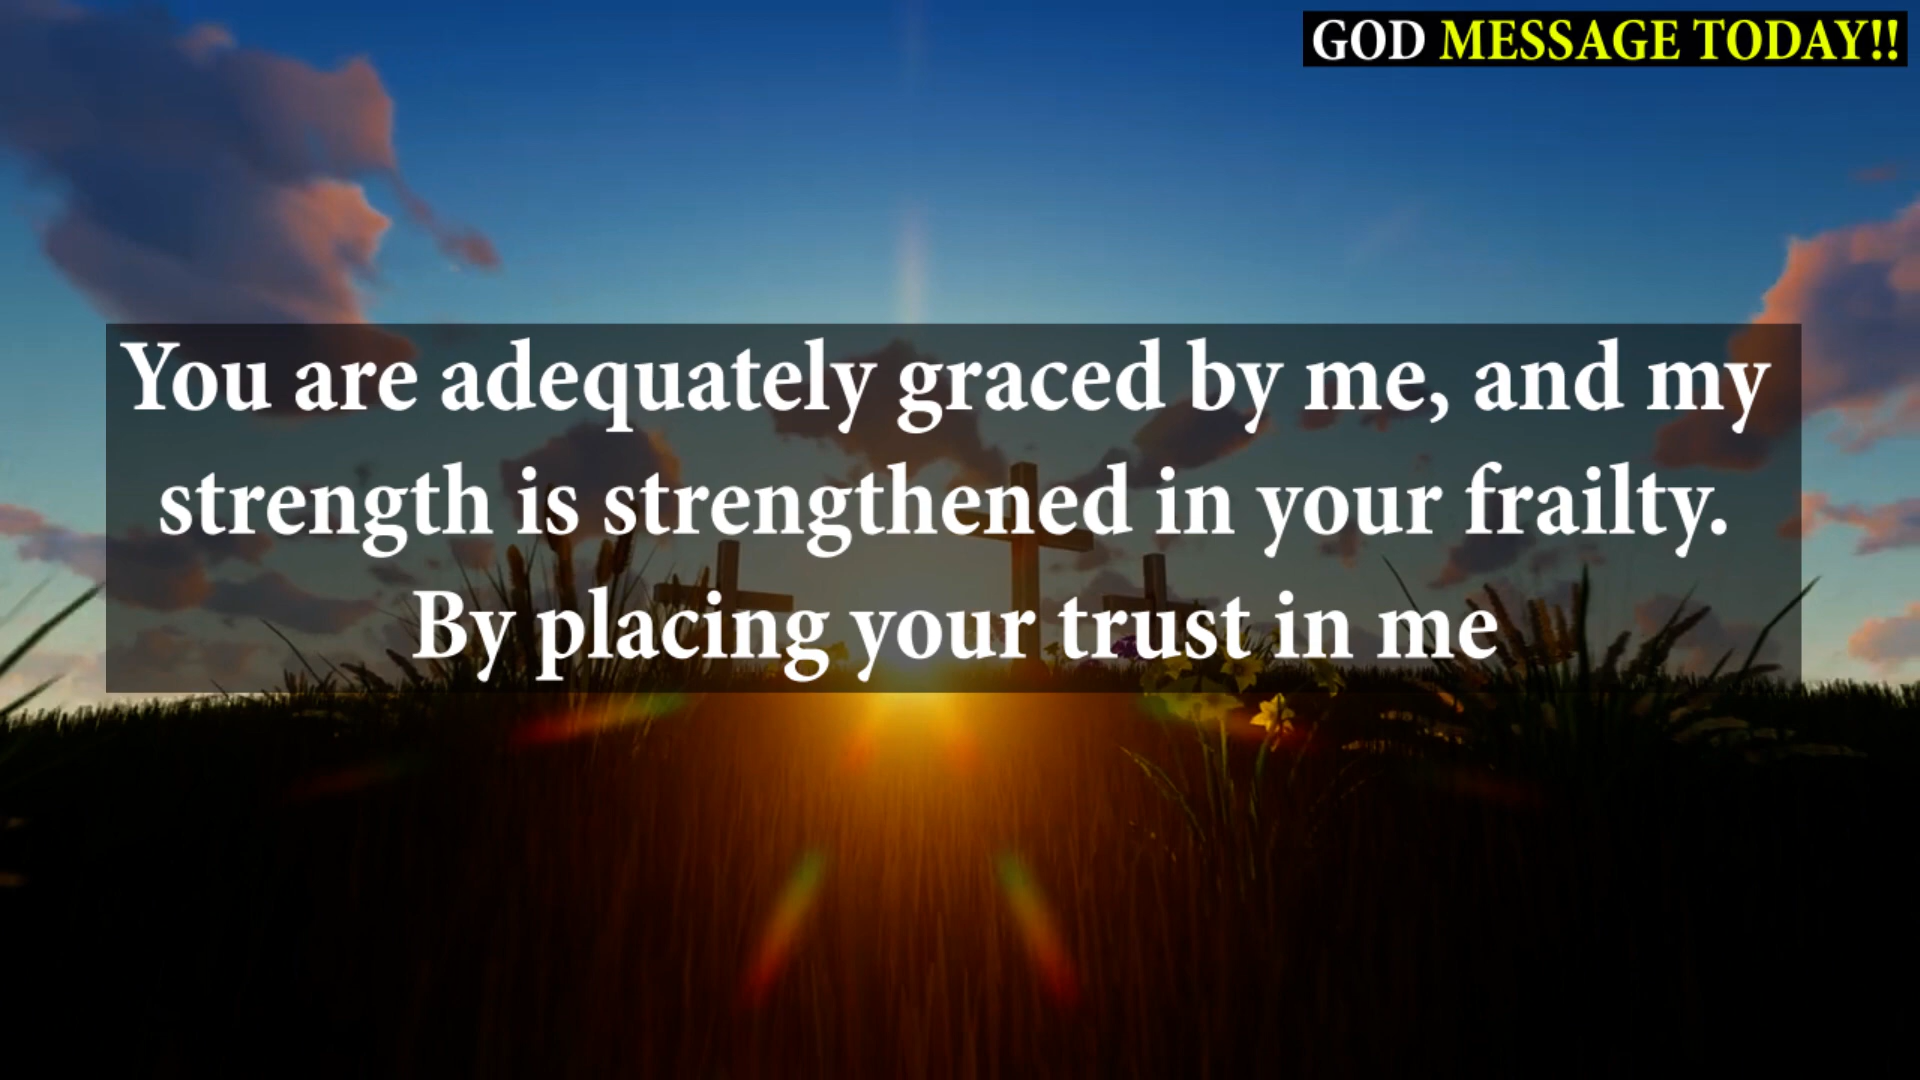 GOD MESSAGE TODAY!!
You are adequately graced by me, and my
strength is strengthened in your frailty.
By placing your trust in me